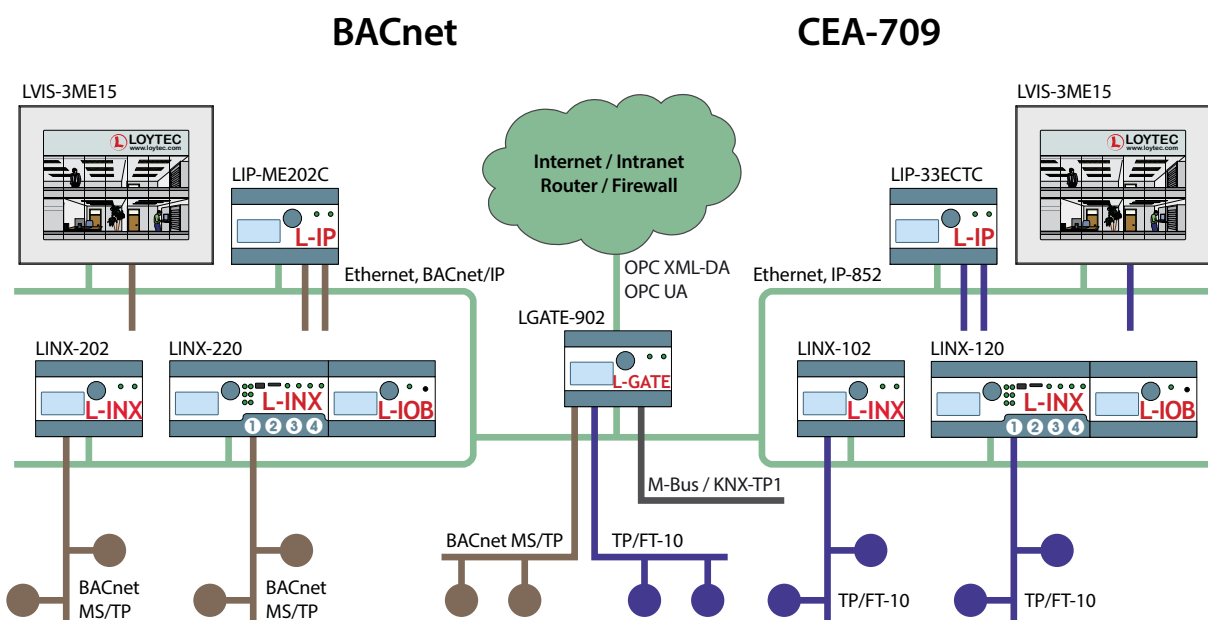 BACnet
CEA-709
LVIS-3ME15
LOYTEC
www.loytec.com
LIP-ME202C
L-IP
Internet / Intranet
Router / Firewall
LIP-33ECTC
L-IP
LVIS-3ME15
LOYTEC
www.loytec.com
Ethernet, BACnet/IP
OPC XML-DA
OPC UA
Ethernet, IP-852
LINX-202
L-INX
LINX-220
L-INX
1 2 3 4
L-IOB
LGATE-902
L-GATE
LINX-102
L-INX
LINX-120
L-INX
1 2 3 4
L-IOB
M-Bus / KNX-TP1
BACnet MS/TP
TP/FT-10
BACnet
MS/TP
BACnet
MS/TP
TP/FT-10
TP/FT-10